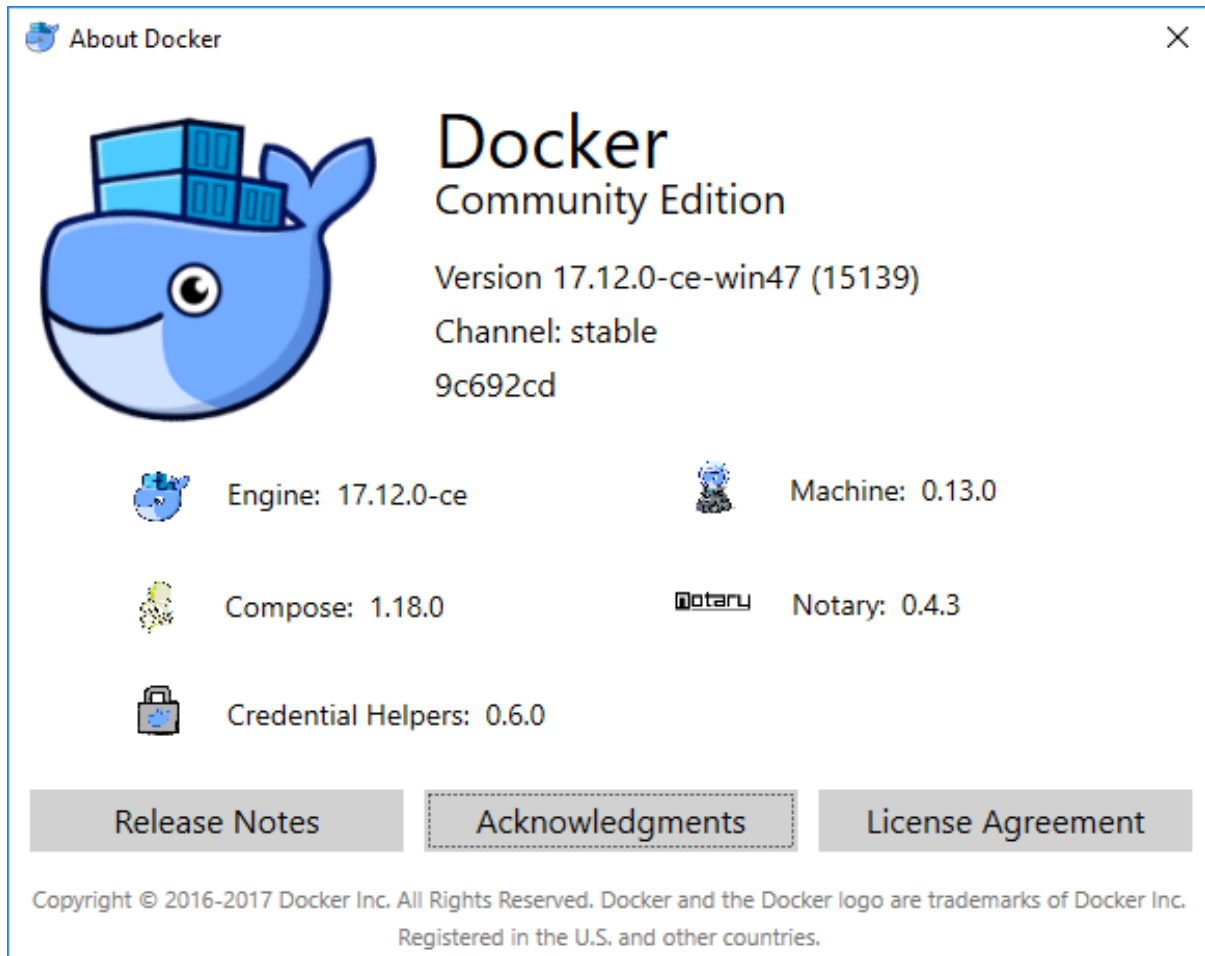 About Docker
Docker
Community Edition
Version 17.12.0-ce-win47 (15139)
Channel: stable
9c692cd
Engine: 17.12.0-ce
Machine: 0.13.0
Compose: 1.18.0
notary
Notary: 0.4.3
Credential Helpers: 0.6.0
Release Notes
Acknowledgments
License Agreement
Copyright © 2016-2017 Docker Inc. All Rights Reserved. Docker and the Docker logo are trademarks of Docker Inc.
Registered in the U.S. and other countries.